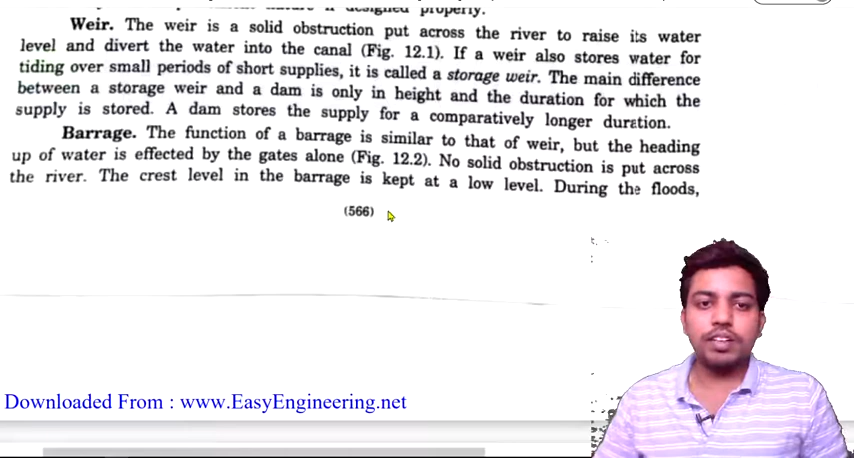 designed properly.
Weir. The weir is a solid obstruction put across the river to raise its water
level and divert the water into the canal (Fig. 12.1). If a weir also stores water for
tiding over small periods of short supplies, it is called a storage weir. The main difference
between a storage weir and a dam is only in height and the duration for which the
supply is stored. A dam stores the supply for a comparatively longer duration.
Barrage. The function of a barrage is similar to that of weir, but the heading
up of water is effected by the gates alone (Fig. 12.2). No solid obstruction is put across
the river. The crest level in the barrage is kept at a low level. During the floods,
(566)
Downloaded From : www.EasyEngineering.net